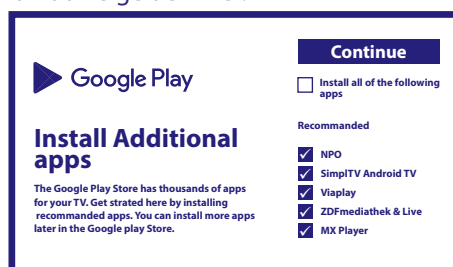 Google Play
Install Additional
apps
The Google Play Store has thousands of apps
for your TV. Get strated here by installing
recommanded apps. You can install more apps
later in the Google play Store.
Continue
Install all of the following
apps
Recommanded
NPO
SimplTV Android TV
Viaplay
ZDFmediathek & Live
MX Player